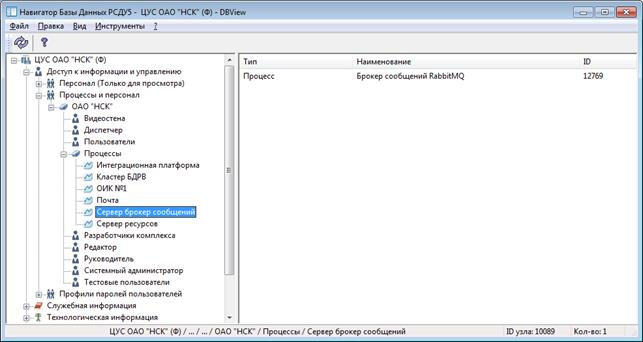 Навигатор Базы Данных РСДУ5 - ЦУС ОАО "НСК" (Ф) - DBView
Файл Правка Вид Инструменты ?
ЦУС ОАО "НСК" (Ф)
Доступ к информации и управлению
Персонал (Только для просмотра)
Процессы и персонал
ОАО "НСК"
Видеостена
Диспетчер
Пользователи
Процессы
Интеграционная платформа
Кластер БДРВ
ОИК №1
Почта
Сервер брокер сообщений
Сервер ресурсов
Разработчики комплекса
Редактор
Руководитель
Системный администратор
Тестовые пользователи
Профили паролей пользователей
Служебная информация
Технологическая информация
Тип Наименование ID
Процесс Брокер сообщений RabbitMQ 12769
ЦУС ОАО "НСК" (Ф) / ... / ... / ОАО "НСК" / Процессы / Сервер брокер сообщений ID узла: 10089 Кол-во: 1